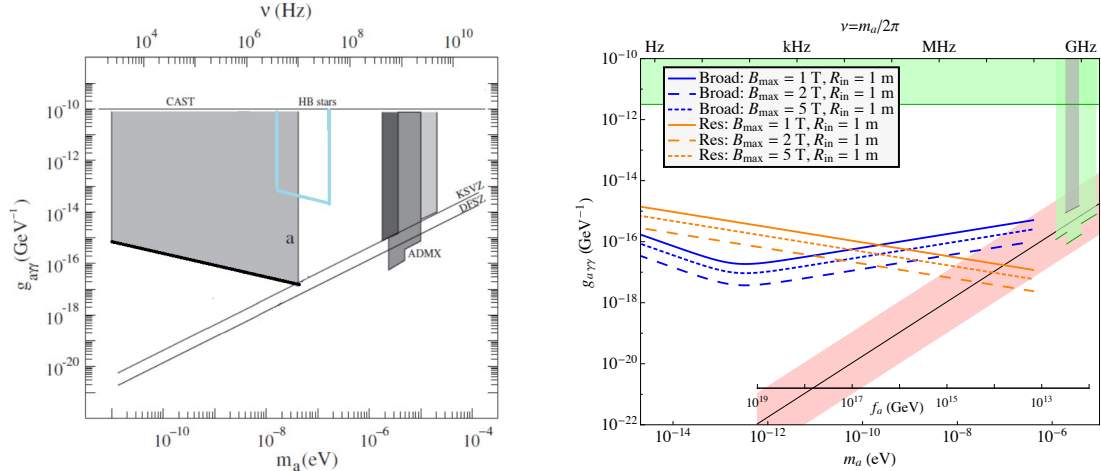 ν (Hz)
10^4 10^6 10^8 10^10
10^-10
10^-12
10^-14
10^-16
10^-18
10^-20
g_aγγ (GeV^-1)
CAST HB stars
KSVZ
DFSZ
a
ADMX
10^-10 10^-8 10^-6 10^-4
m_a (eV)
ν=m_a/2π
Hz kHz MHz GHz
10^-10
10^-12
10^-14
10^-16
10^-18
10^-20
10^-22
g_aγγ (GeV^-1)
Broad: B_max = 1 T, R_in = 1 m
Broad: B_max = 2 T, R_in = 1 m
Broad: B_max = 5 T, R_in = 1 m
Res: B_max = 1 T, R_in = 1 m
Res: B_max = 2 T, R_in = 1 m
Res: B_max = 5 T, R_in = 1 m
10^19 10^17 10^15 10^13
f_a (GeV)
10^-14 10^-12 10^-10 10^-8 10^-6
m_a (eV)